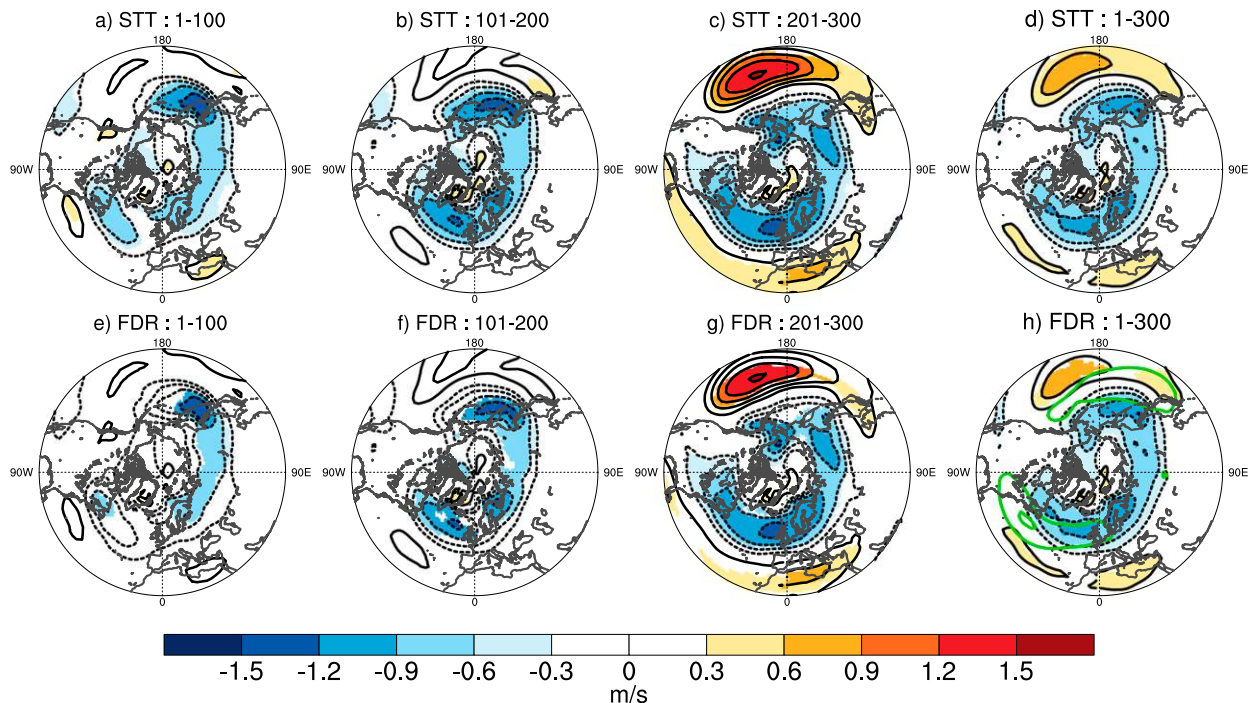 a) STT : 1-100
b) STT : 101-200
c) STT : 201-300
d) STT : 1-300
180
180
180
180
90W
90E
90W
90E
90W
90E
90W
90E
0
0
0
0
e) FDR : 1-100
f) FDR : 101-200
g) FDR : 201-300
h) FDR : 1-300
180
180
180
180
90W
90E
90W
90E
90W
90E
90W
90E
0
0
0
0
-1.5 -1.2 -0.9 -0.6 -0.3 0 0.3 0.6 0.9 1.2 1.5
m/s